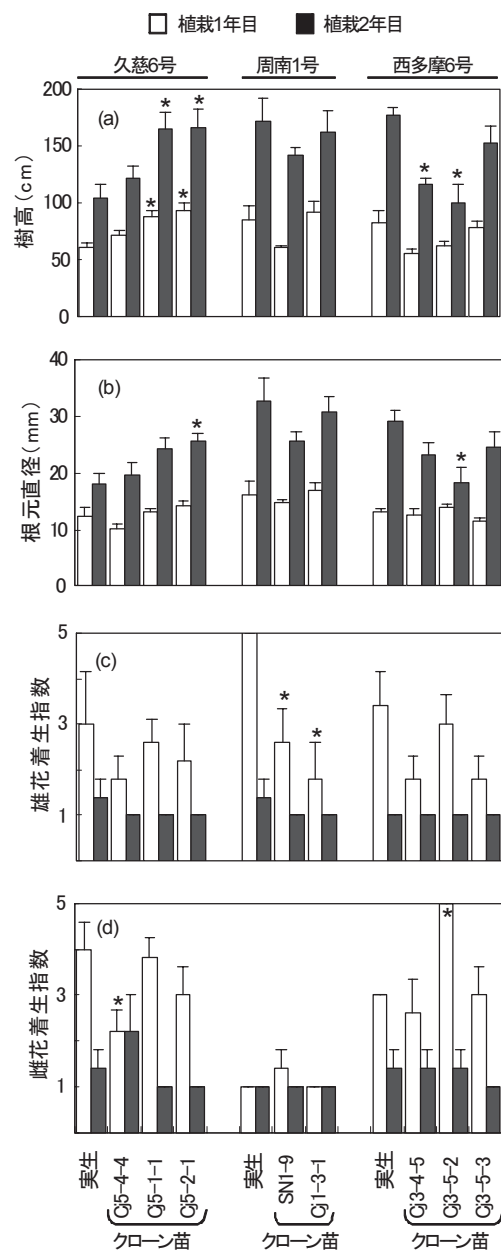 植栽1年目 植栽2年目
久慈6号 周南1号 西多摩6号
(a)
樹高(cm)
200
150
100
50
0
* * * * * *
(b)
根元直径(mm)
40
30
20
10
0
* *
(c)
雄花着生指数
5
3
1
* *
(d)
雌花着生指数
5
3
1
* *
実生 Cj5-4-4 Cj5-1-1 Cj5-2-1 実生 SN1-9 Cj1-3-1 実生 Cj3-4-5 Cj3-5-2 Cj3-5-3
クローン苗 クローン苗 クローン苗